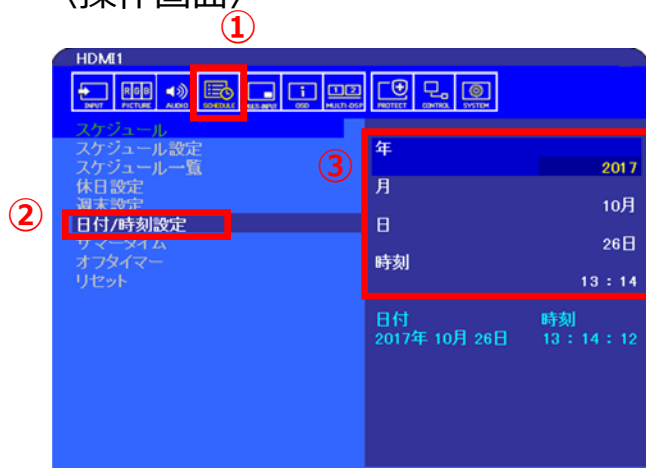 （操作画面）
①
HDMI1
INPUT PICTURE AUDIO SCHEDULE MULTI-INPUT OSD MULTI-DSP PROTECT CONTROL SYSTEM
スケジュール
スケジュール設定
スケジュール一覧
休日設定
週末設定
② 日付/時刻設定
サマータイム
オフタイマー
リセット
③
年
2017
月
10月
日
26日
時刻
13 : 14
日付 時刻
2017年 10月 26日 13 : 14 : 12